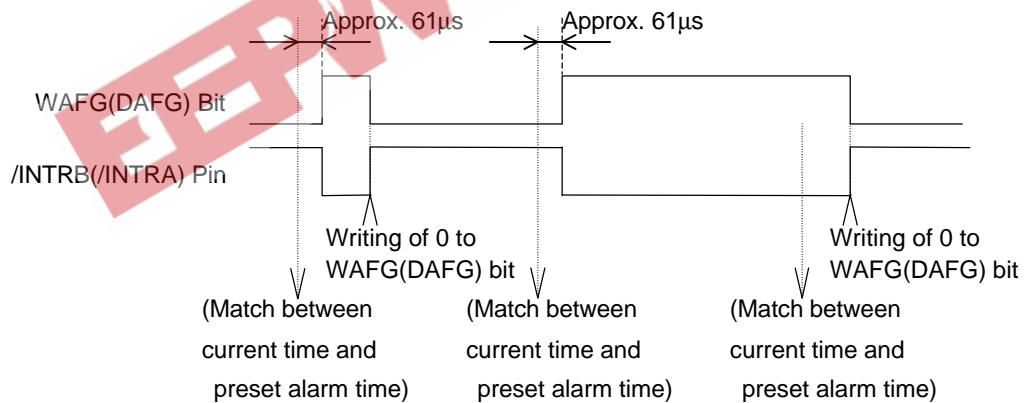 Approx. 61μs
Approx. 61μs
EEPW
WAFG(DAFG) Bit
/INTRB(/INTRA) Pin
Writing of 0 to
WAFG(DAFG) bit
Writing of 0 to
WAFG(DAFG) bit
(Match between
current time and
preset alarm time)
(Match between
current time and
preset alarm time)
(Match between
current time and
preset alarm time)